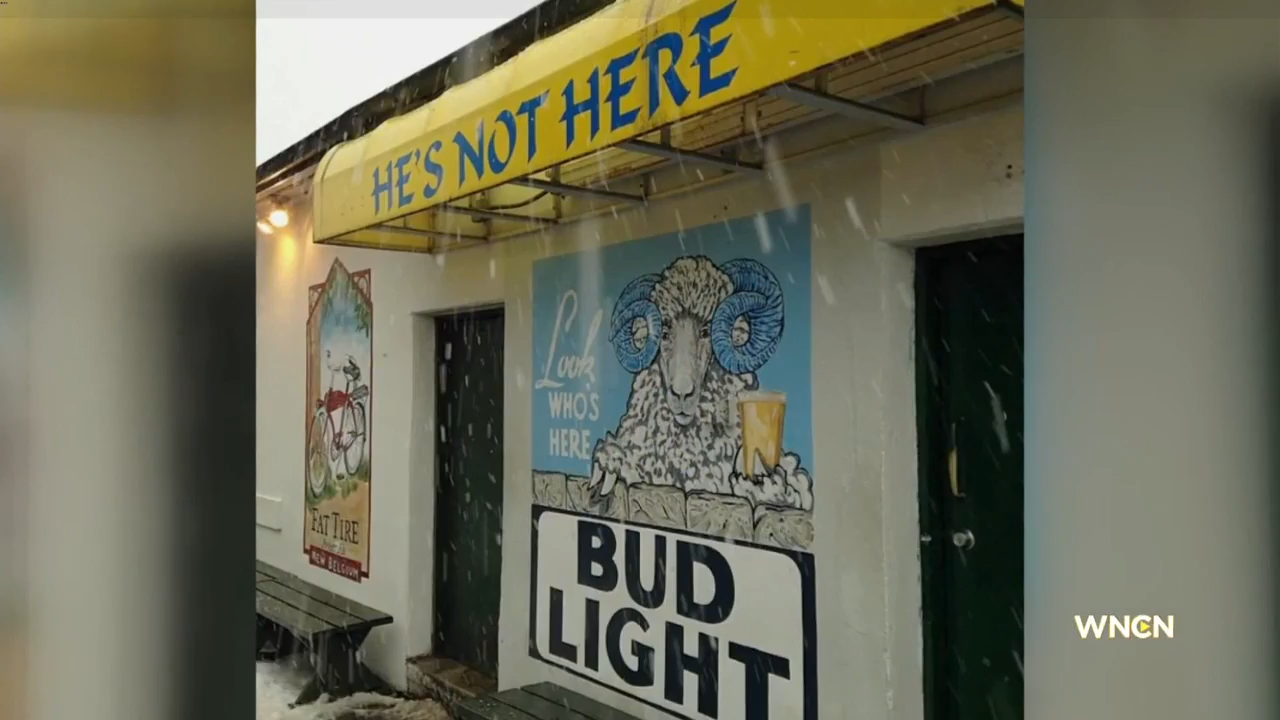 HE'S NOT HERE
Look
WHO'S
HERE
FAT TIRE
NEW BELGIUM
BUD
LIGHT
WNCN